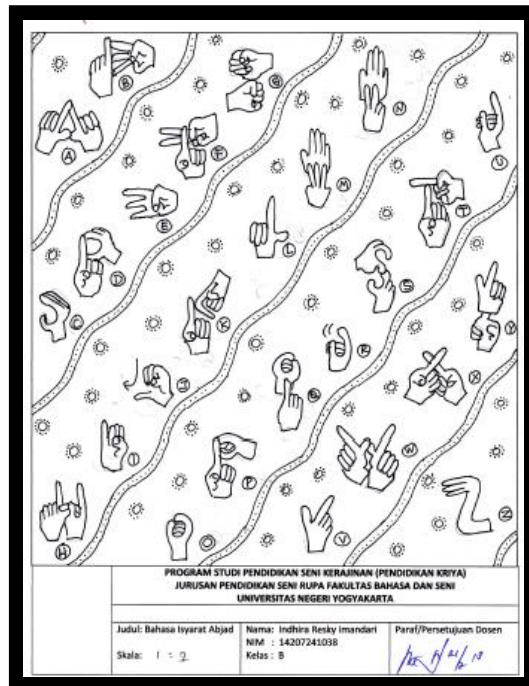 B
G
N
A
F
U
M
E
T
L
D
S
C
K
Y
R
J
X
Q
I
W
P
H
O
V
Z
PROGRAM STUDI PENDIDIKAN SENI KERAJINAN (PENDIDIKAN KRIYA)
JURUSAN PENDIDIKAN SENI RUPA FAKULTAS BAHASA DAN SENI
UNIVERSITAS NEGERI YOGYAKARTA
Judul: Bahasa Isyarat Abjad
Skala: 1 : 2
Nama: Indhira Resky Imandari
NIM : 14207241038
Kelas : B
Paraf/Persetujuan Dosen